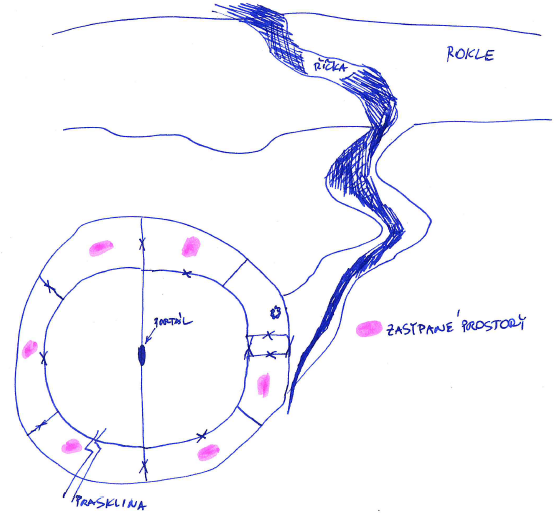 ROKLE
ŘÍČKA
PORTÁL
ZASYPANÉ PROSTORY
PRASKLINA